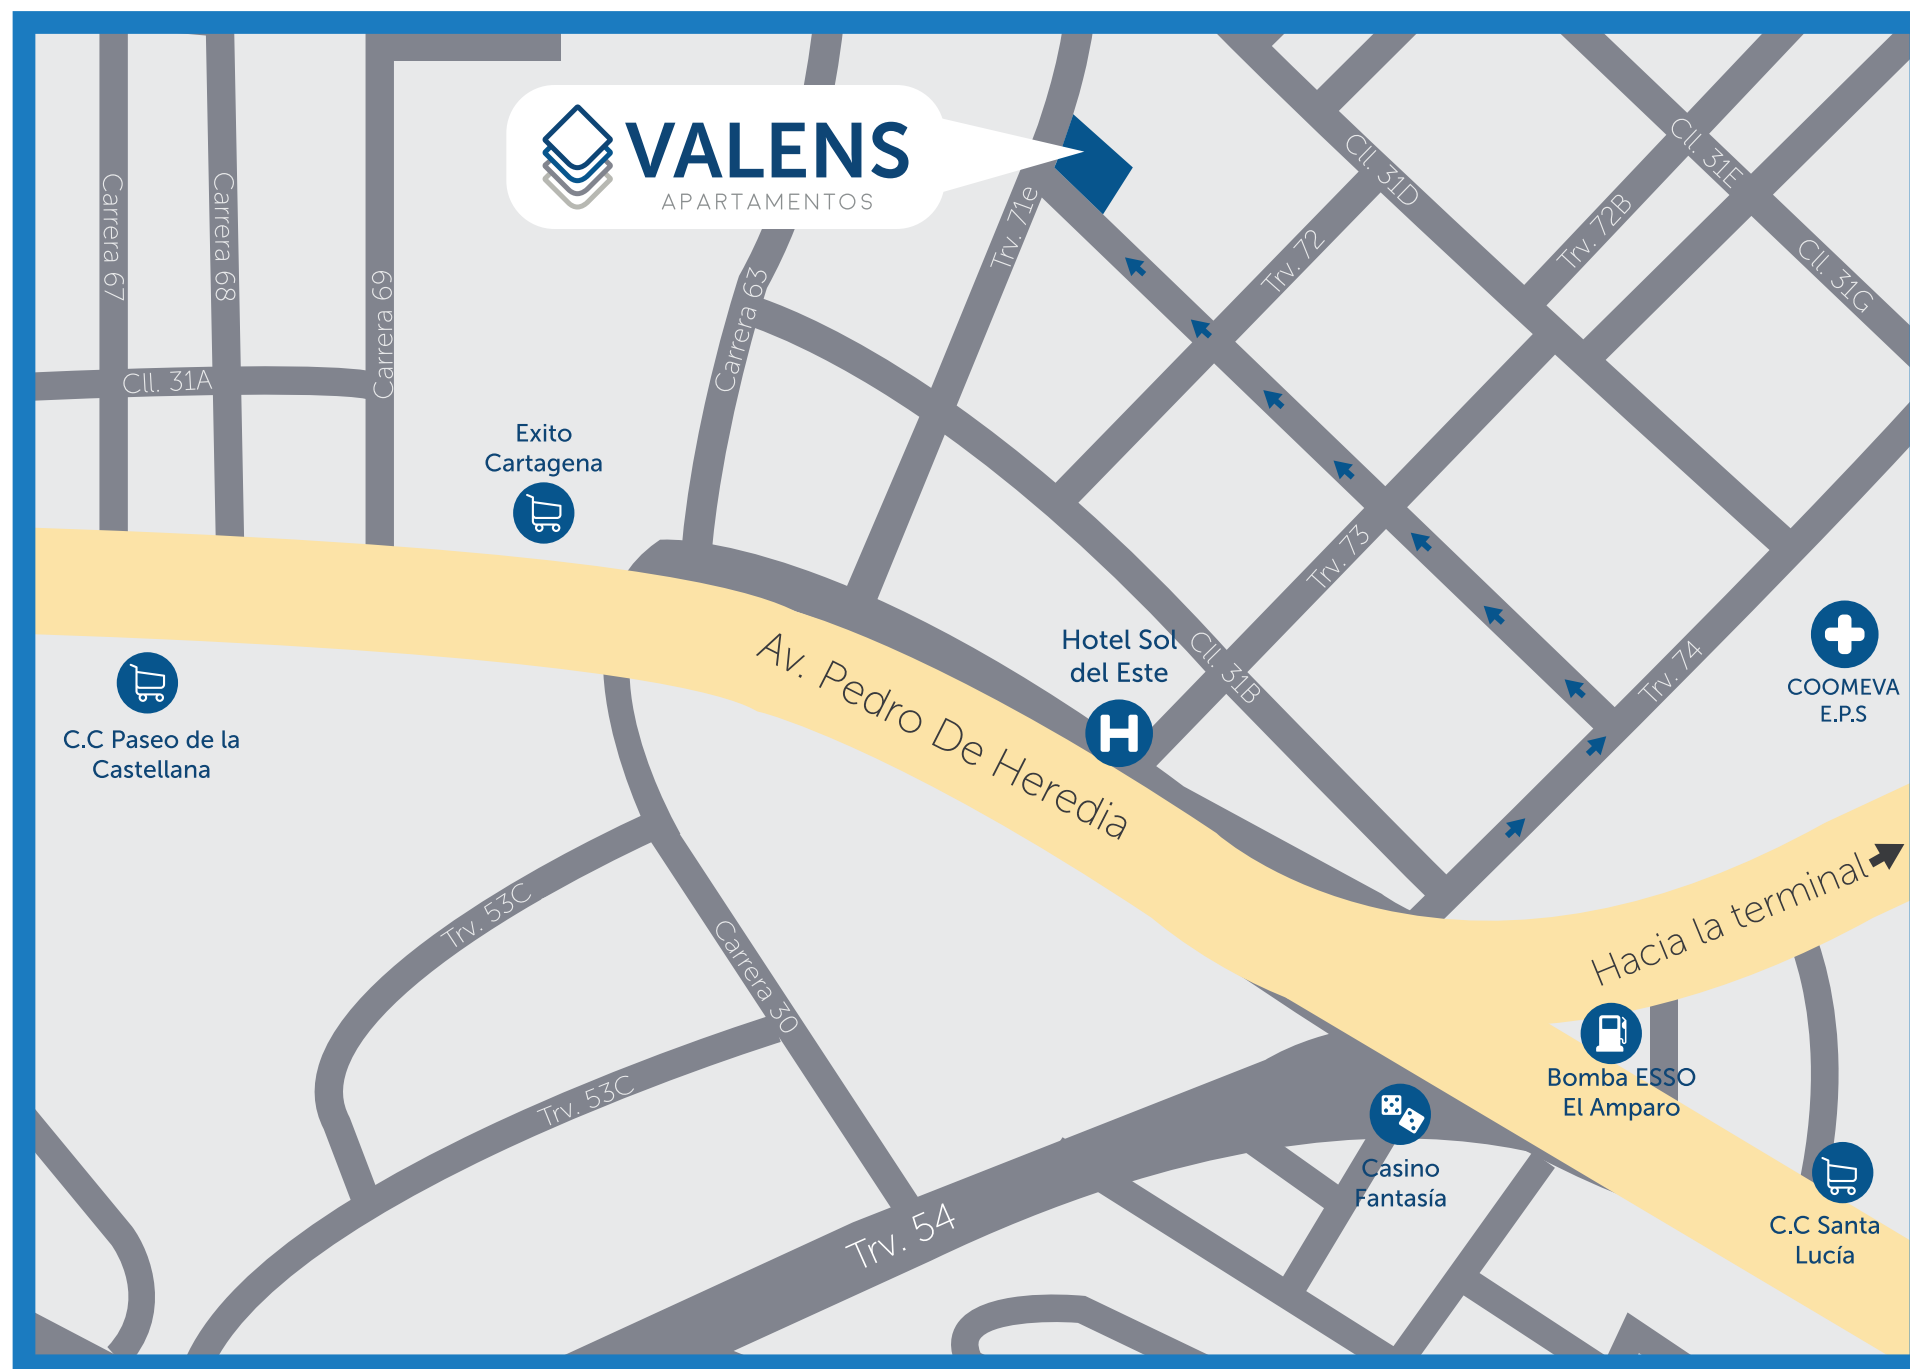 VALENS
APARTAMENTOS
Carrera 67
Carrera 68
Carrera 69
Cll. 31A
Carrera 63
Trv. 71e
Trv. 72
Cll. 31D
Trv. 72B
Cll. 31E
Cll. 31G
Exito
Cartagena
Trv. 73
Hotel Sol
del Este
Cll. 31B
Trv. 74
COOMEVA
E.P.S
C.C Paseo de la
Castellana
Av. Pedro De Heredia
Hacia la terminal
Trv. 53C
Carrera 30
Trv. 53C
Bomba ESSO
El Amparo
Casino
Fantasía
Trv. 54
C.C Santa
Lucía